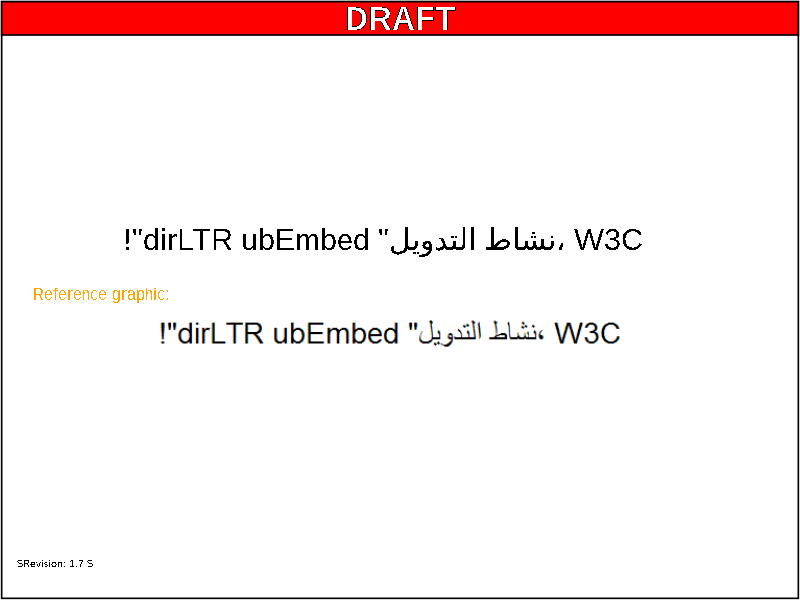 DRAFT
!"dirLTR ubEmbed "نشاط التدويل، W3C
Reference graphic:
!"dirLTR ubEmbed "نشاط التدويل، W3C
SRevision: 1.7 S